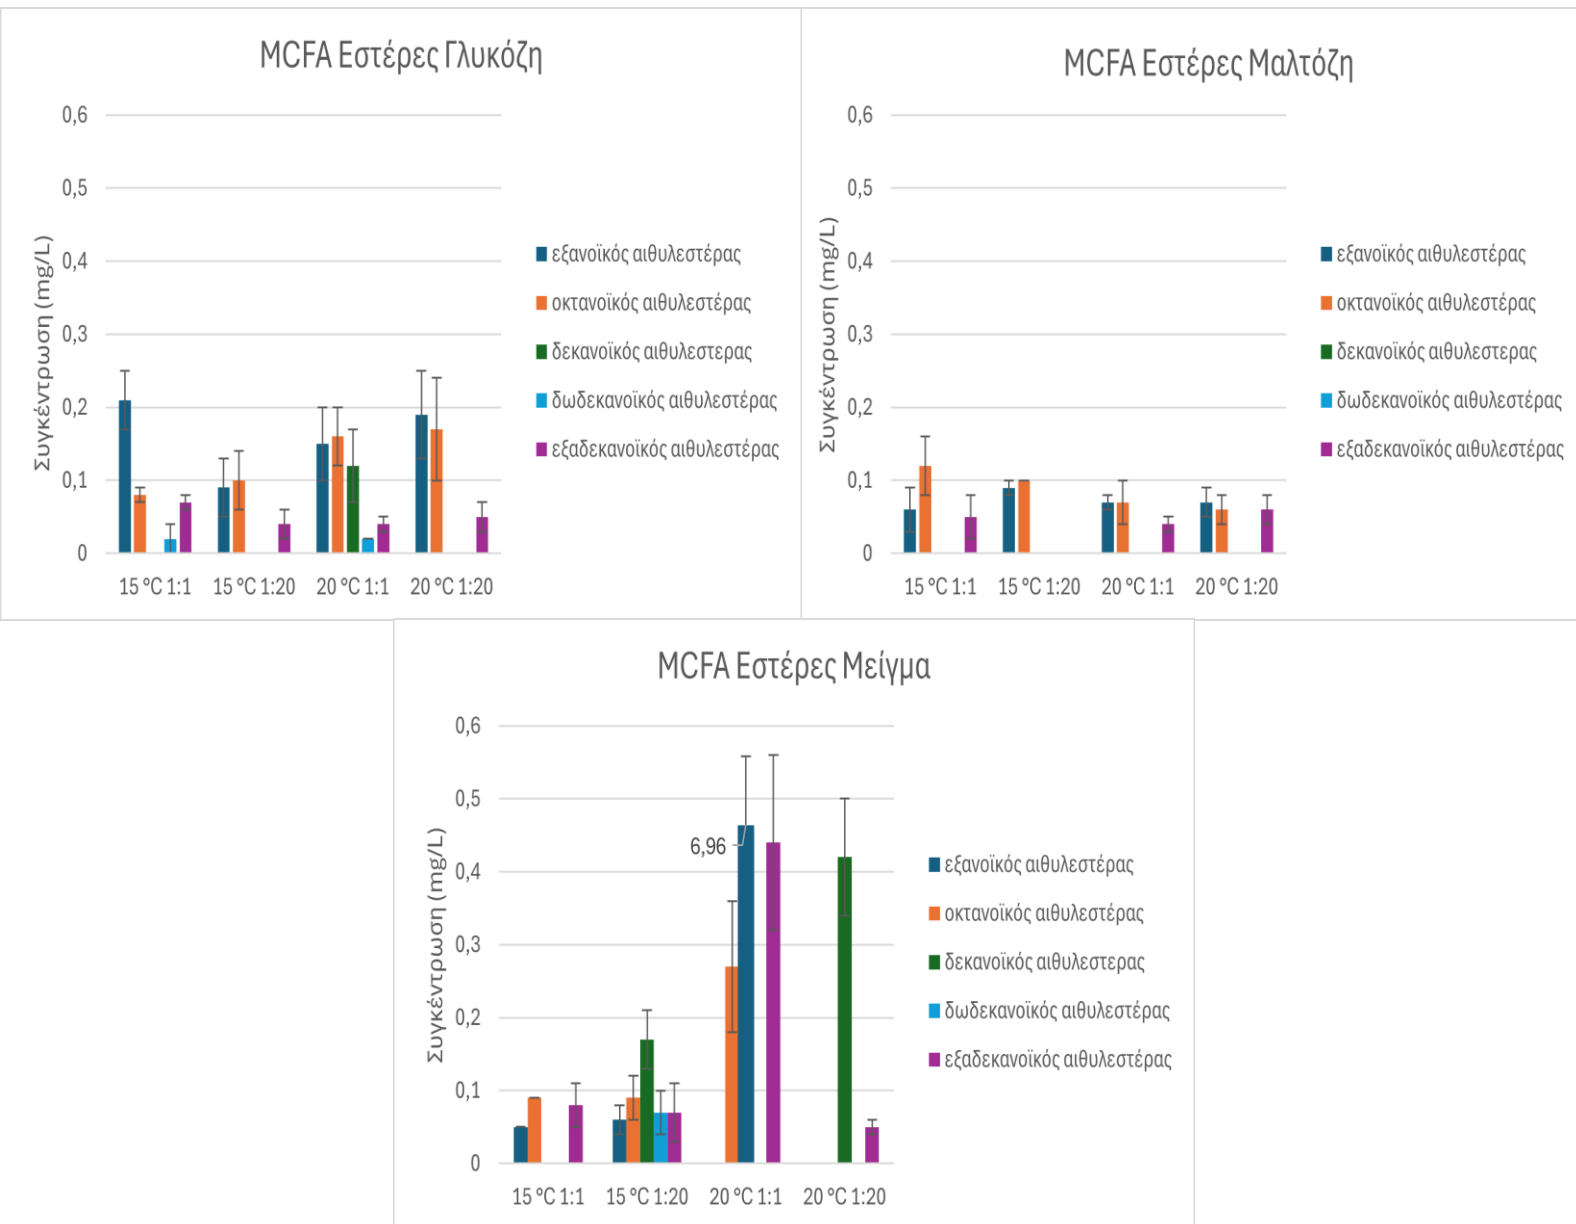 MCFA Εστέρες Γλυκόζη
0,6
0,5
0,4
0,3
0,2
0,1
0
Συγκέντρωση (mg/L)
15 °C 1:1
15 °C 1:20
20 °C 1:1
20 °C 1:20
εξανοϊκός αιθυλεστέρας
οκτανοϊκός αιθυλεστέρας
δεκανοϊκός αιθυλεστερας
δωδεκανοϊκός αιθυλεστέρας
εξαδεκανοϊκός αιθυλεστέρας
MCFA Εστέρες Μαλτόζη
0,6
0,5
0,4
0,3
0,2
0,1
0
Συγκέντρωση (mg/L)
15 °C 1:1
15 °C 1:20
20 °C 1:1
20 °C 1:20
εξανοϊκός αιθυλεστέρας
οκτανοϊκός αιθυλεστέρας
δεκανοϊκός αιθυλεστερας
δωδεκανοϊκός αιθυλεστέρας
εξαδεκανοϊκός αιθυλεστέρας
MCFA Εστέρες Μείγμα
0,6
0,5
0,4
0,3
0,2
0,1
0
Συγκέντρωση (mg/L)
6,96
15 °C 1:1
15 °C 1:20
20 °C 1:1
20 °C 1:20
εξανοϊκός αιθυλεστέρας
οκτανοϊκός αιθυλεστέρας
δεκανοϊκός αιθυλεστερας
δωδεκανοϊκός αιθυλεστέρας
εξαδεκανοϊκός αιθυλεστέρας